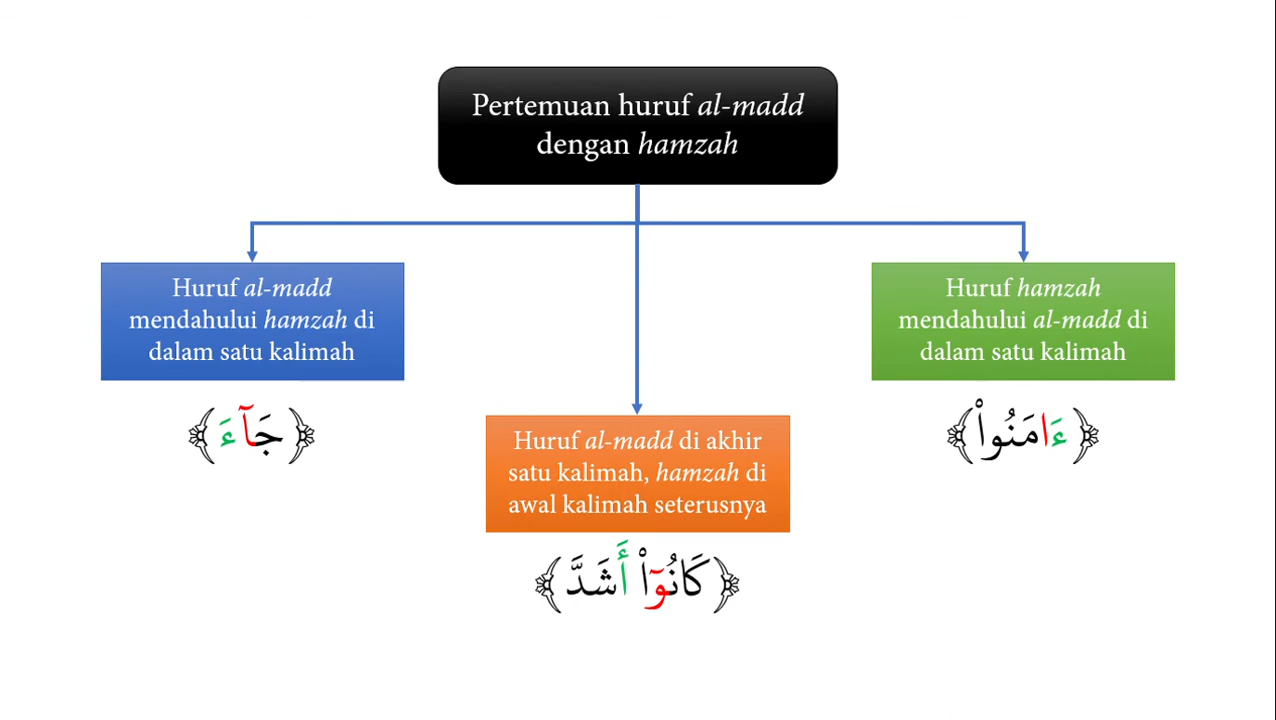 Pertemuan huruf al-madd
dengan hamzah
Huruf al-madd
mendahului hamzah di
dalam satu kalimah
﴿جَآءَ﴾
Huruf al-madd di akhir
satu kalimah, hamzah di
awal kalimah seterusnya
﴿كَانُوٓا۟ أَشَدَّ﴾
Huruf hamzah
mendahului al-madd di
dalam satu kalimah
﴿ءَامَنُوا۟﴾